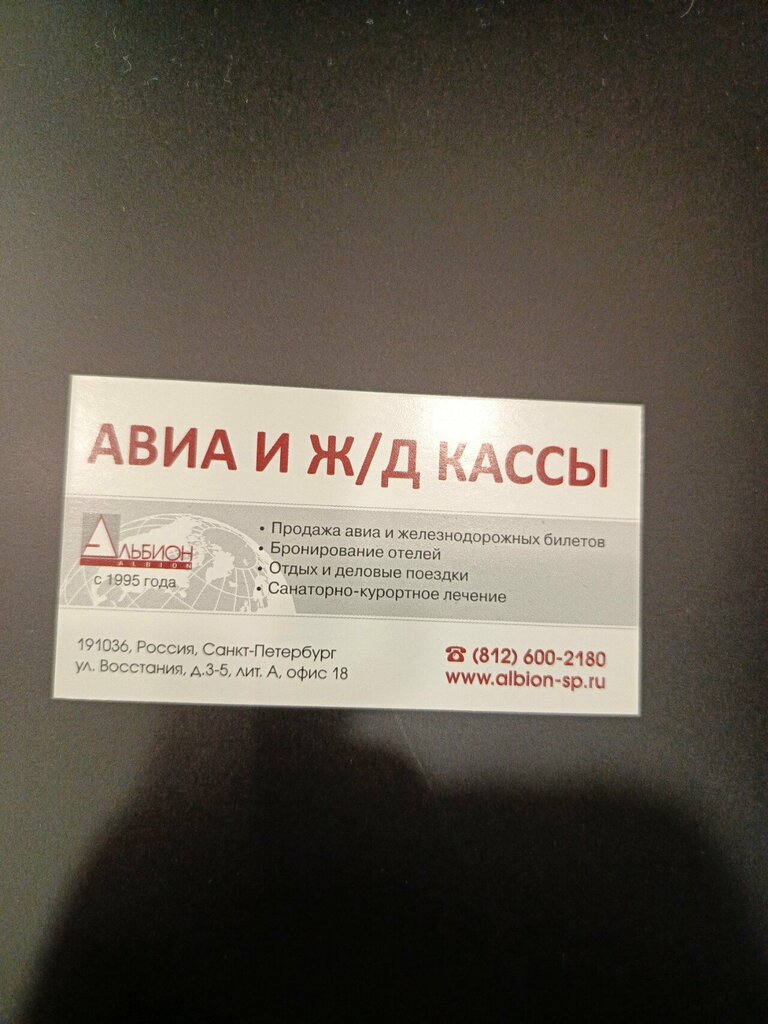 АВИА И Ж/Д КАССЫ
АЛЬБИОН
ALBION
с 1995 года
• Продажа авиа и железнодорожных билетов
• Бронирование отелей
• Отдых и деловые поездки
• Санаторно-курортное лечение
191036, Россия, Санкт-Петербург
ул. Восстания, д.3-5, лит. А, офис 18
☎ (812) 600-2180
www.albion-sp.ru